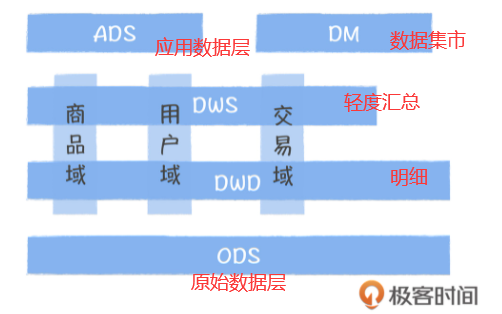 ADS
应用数据层
DM
数据集市
DWS
轻度汇总
商品域
用户域
交易域
DWD
明细
ODS
原始数据层
极客时间